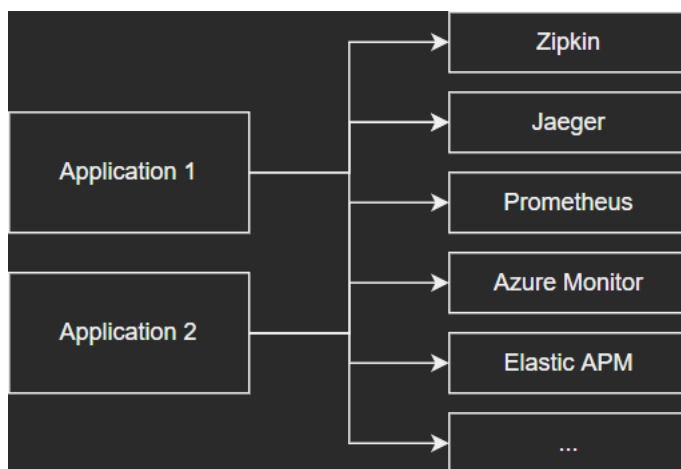 Zipkin
Jaeger
Application 1
Prometheus
Azure Monitor
Application 2
Elastic APM
...